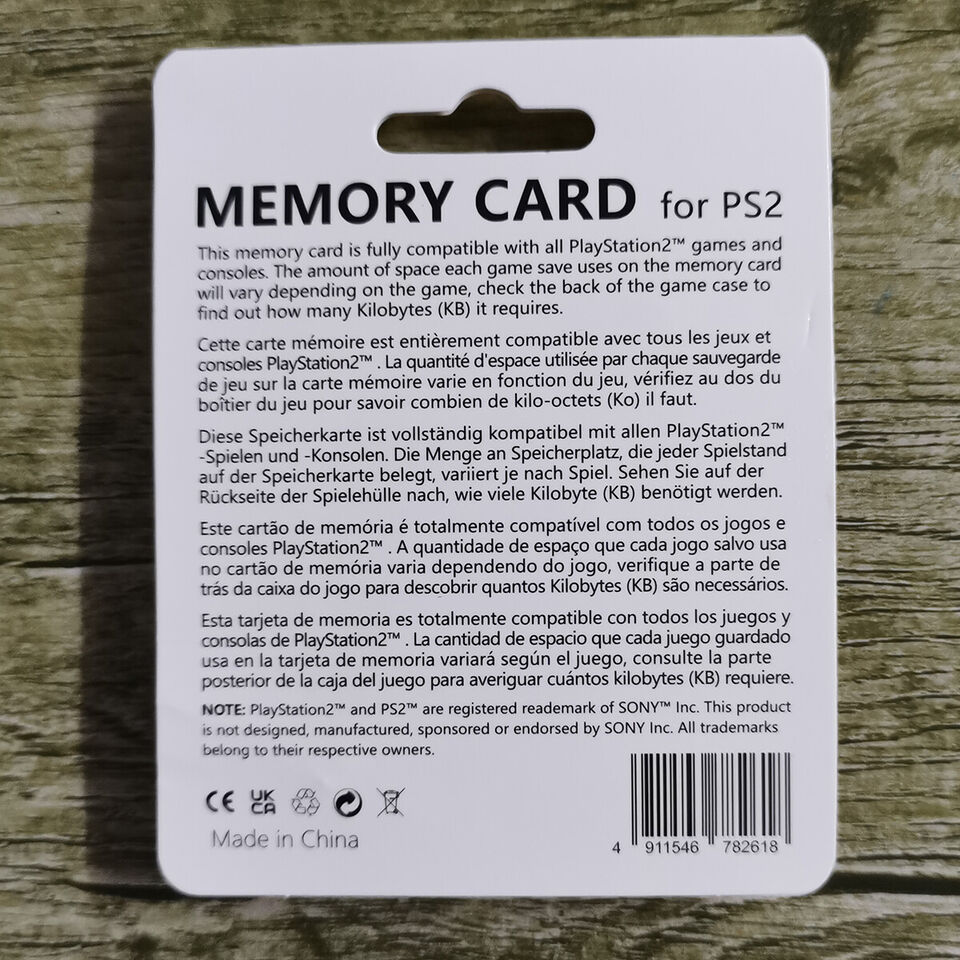 MEMORY CARD for PS2
This memory card is fully compatible with all PlayStation2™ games and
consoles. The amount of space each game save uses on the memory card
will vary depending on the game, check the back of the game case to
find out how many Kilobytes (KB) it requires.
Cette carte mémoire est entièrement compatible avec tous les jeux et
consoles PlayStation2™ . La quantité d'espace utilisée par chaque sauvegarde
de jeu sur la carte mémoire varie en fonction du jeu, vérifiez au dos du
boîtier du jeu pour savoir combien de kilo-octets (Ko) il faut.
Diese Speicherkarte ist vollständig kompatibel mit allen PlayStation2™
-Spielen und -Konsolen. Die Menge an Speicherplatz, die jeder Spielstand
auf der Speicherkarte belegt, variiert je nach Spiel. Sehen Sie auf der
Rückseite der Spielehülle nach, wie viele Kilobyte (KB) benötigt werden.
Este cartão de memória é totalmente compatível com todos os jogos e
consoles PlayStation2™ . A quantidade de espaço que cada jogo salvo usa
no cartão de memória varia dependendo do jogo, verifique a parte de
trás da caixa do jogo para descobrir quantos Kilobytes (KB) são necessários.
Esta tarjeta de memoria es totalmente compatible con todos los juegos y
consolas de PlayStation2™ . La cantidad de espacio que cada juego guardado
usa en la tarjeta de memoria variará según el juego, consulte la parte
posterior de la caja del juego para averiguar cuántos kilobytes (KB) requiere.
NOTE: PlayStation2™ and PS2™ are registered reademark of SONY™ Inc. This product
is not designed, manufactured, sponsored or endorsed by SONY Inc. All trademarks
belong to their respective owners.
CE UK CA
Made in China
4 911546 782618